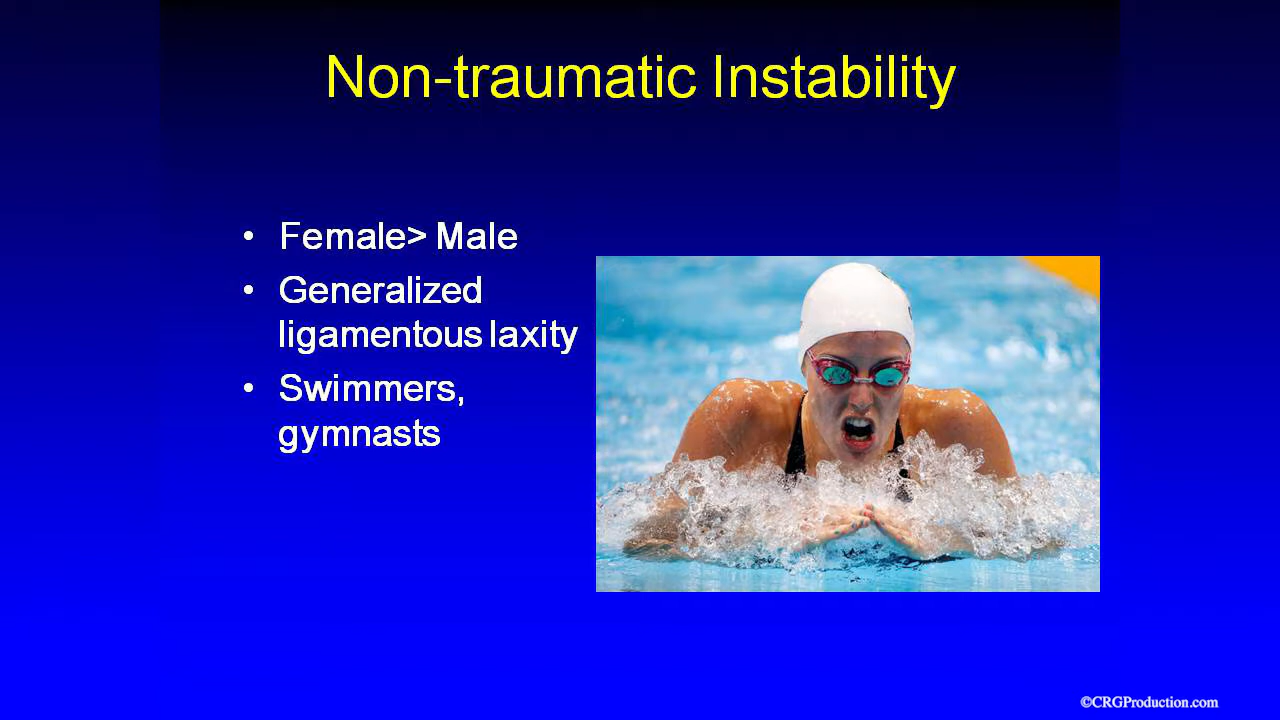 Non-traumatic Instability
• Female> Male
• Generalized
ligamentous laxity
• Swimmers,
gymnasts
©CRGProduction.com